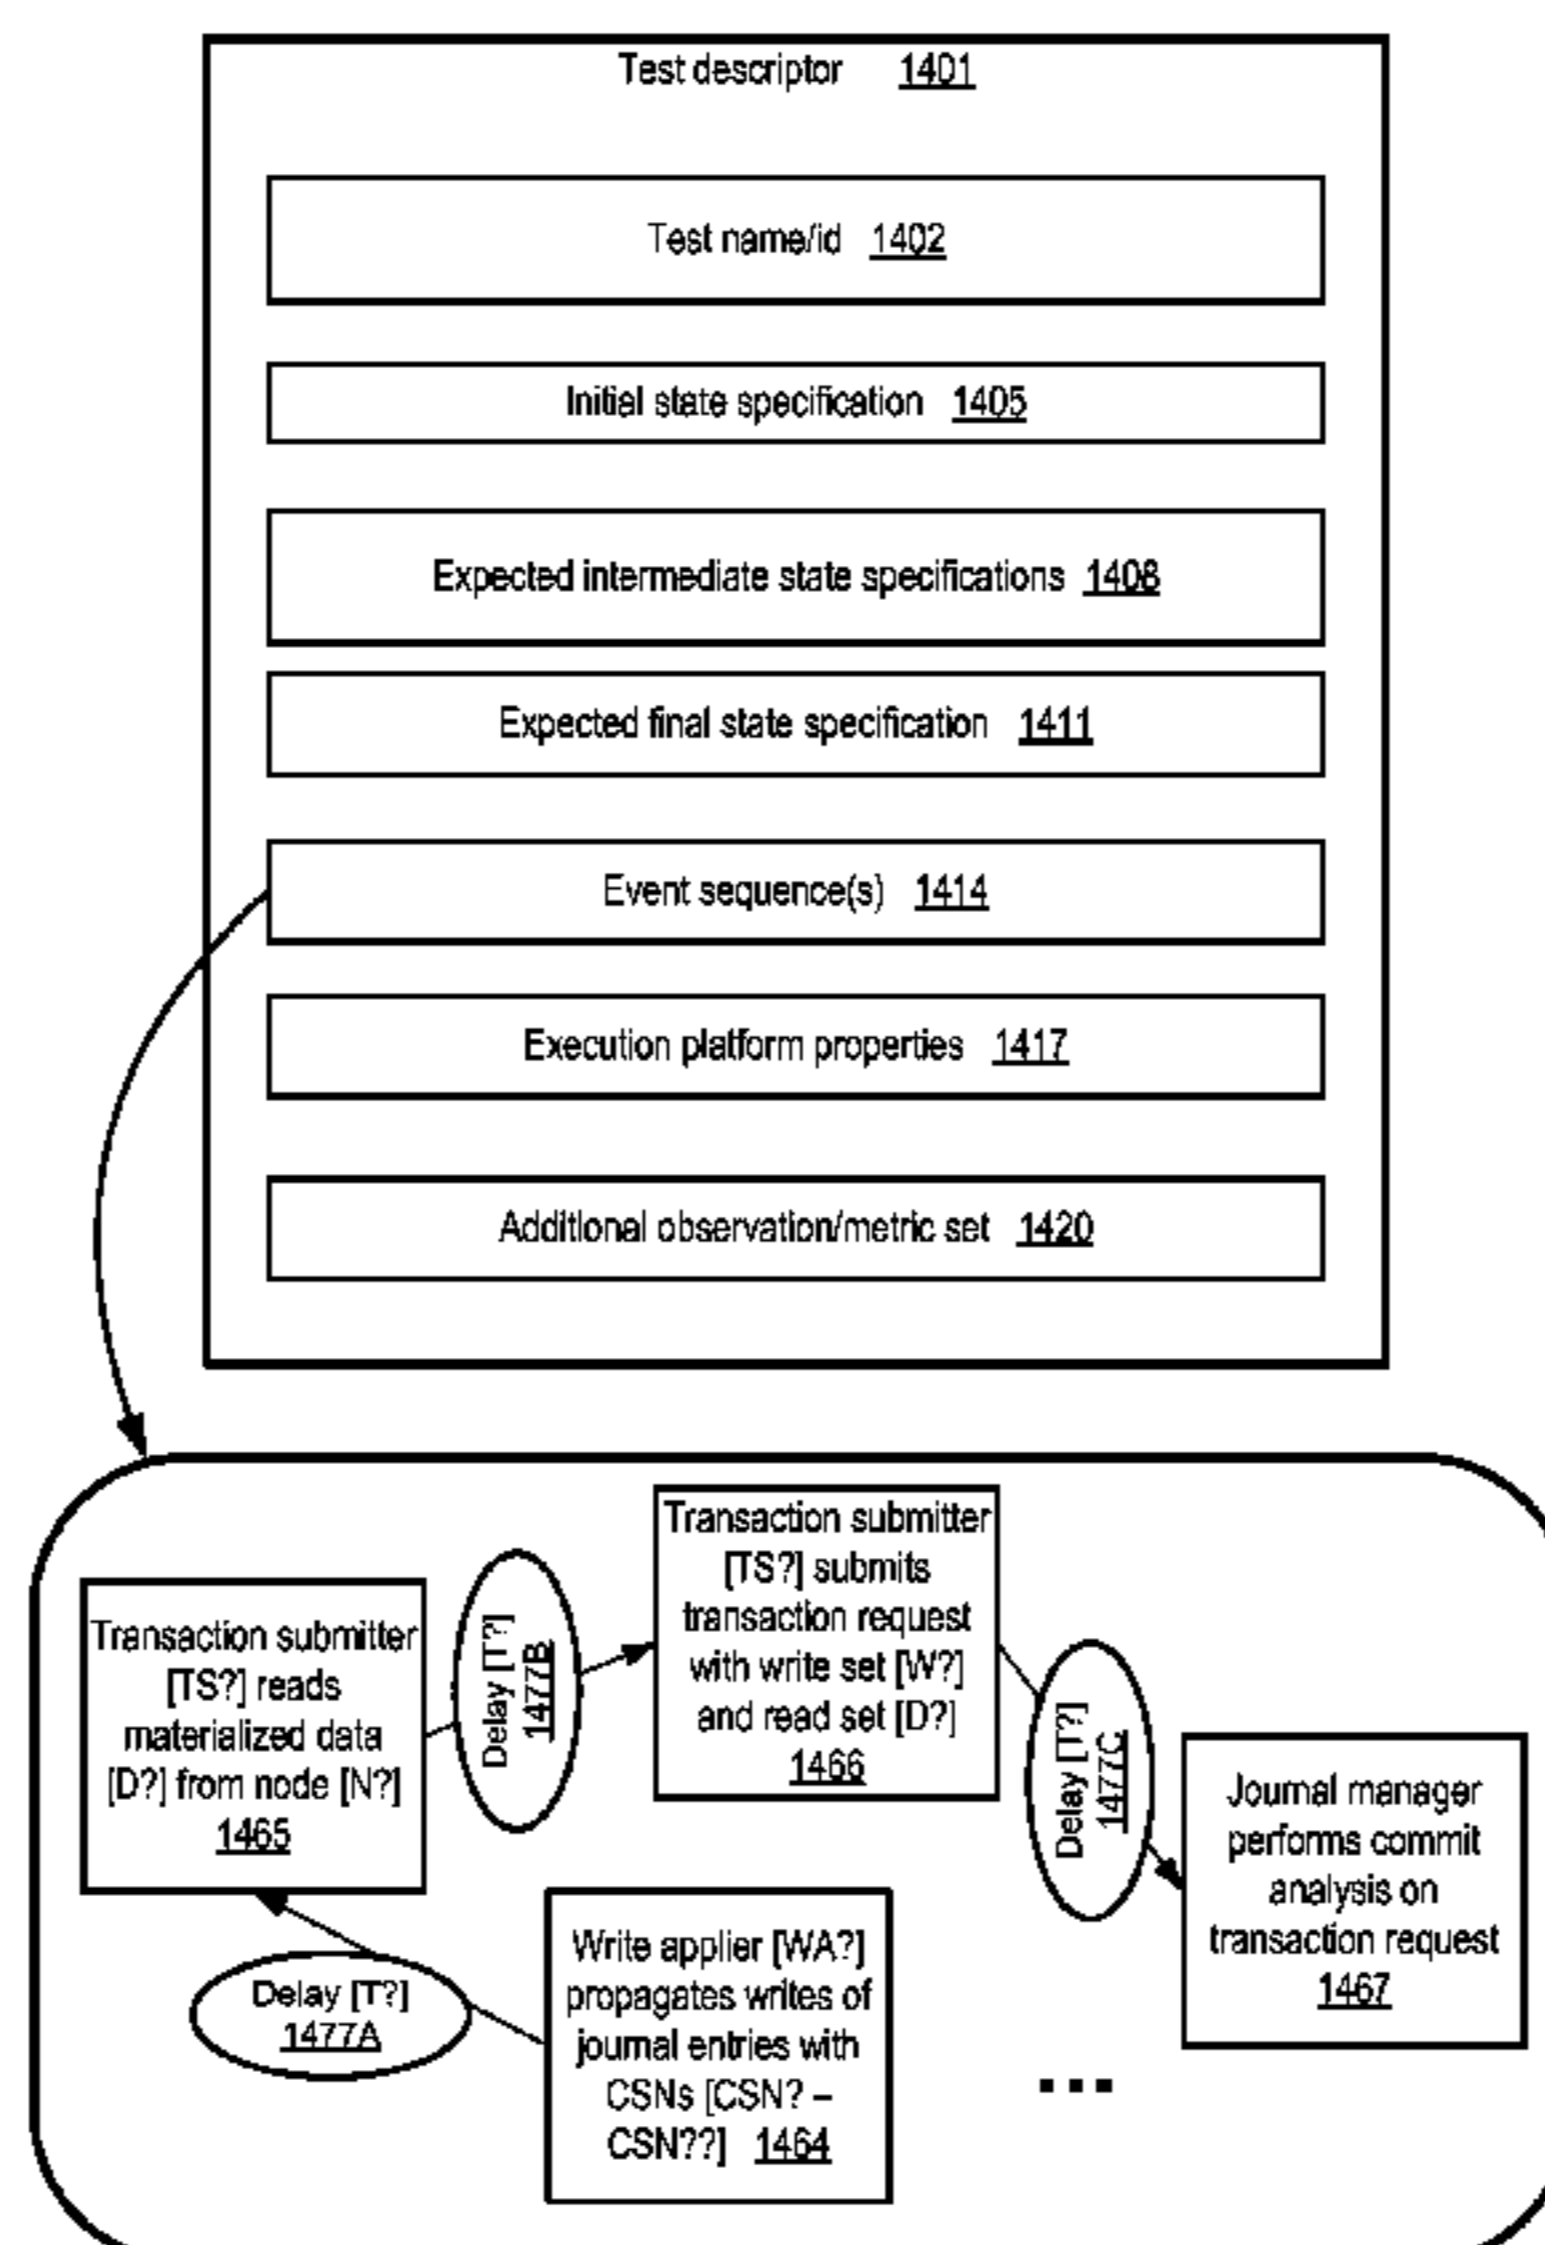 Test descriptor 1401
Test name/id 1402
Initial state specification 1405
Expected intermediate state specifications 1408
Expected final state specification 1411
Event sequence(s) 1414
Execution platform properties 1417
Additional observation/metric set 1420
Transaction submitter
[TS?] reads
materialized data
[D?] from node [N?]
1465
Delay [T?]
1477B
Transaction submitter
[TS?] submits
transaction request
with write set [W?]
and read set [D?]
1466
Delay [T?]
1477C
Journal manager
performs commit
analysis on
transaction request
1467
Delay [T?]
1477A
Write applier [WA?]
propagates writes of
journal entries with
CSNs [CSN? –
CSN??] 1464
...